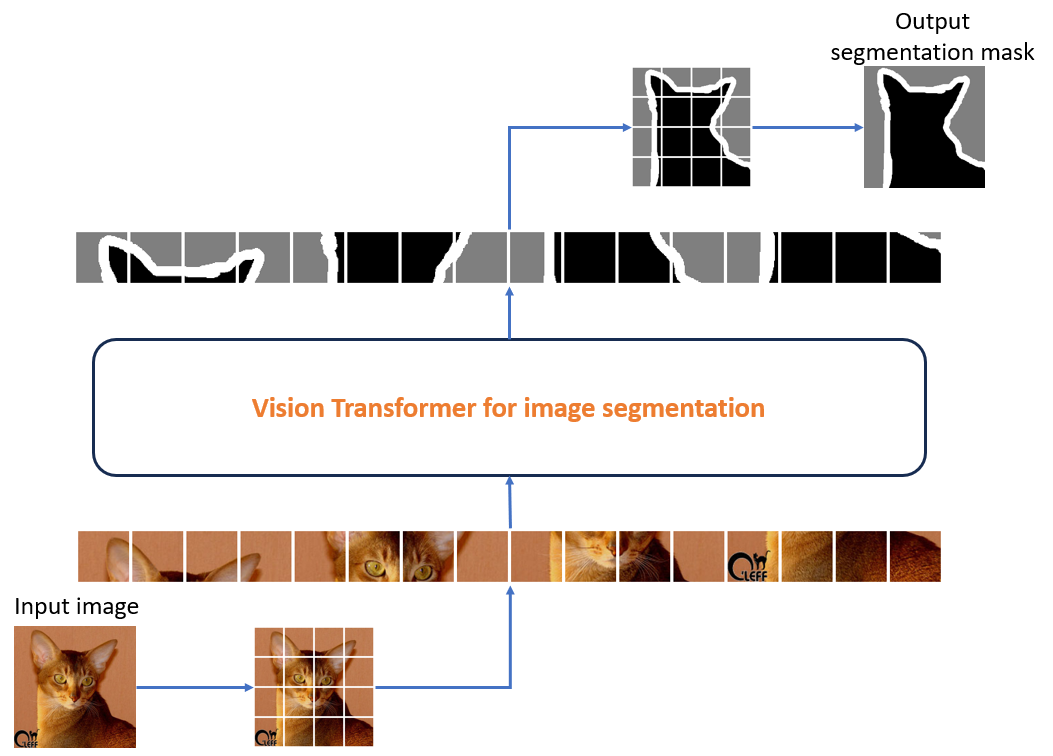 Output
segmentation mask
Vision Transformer for image segmentation
Input image